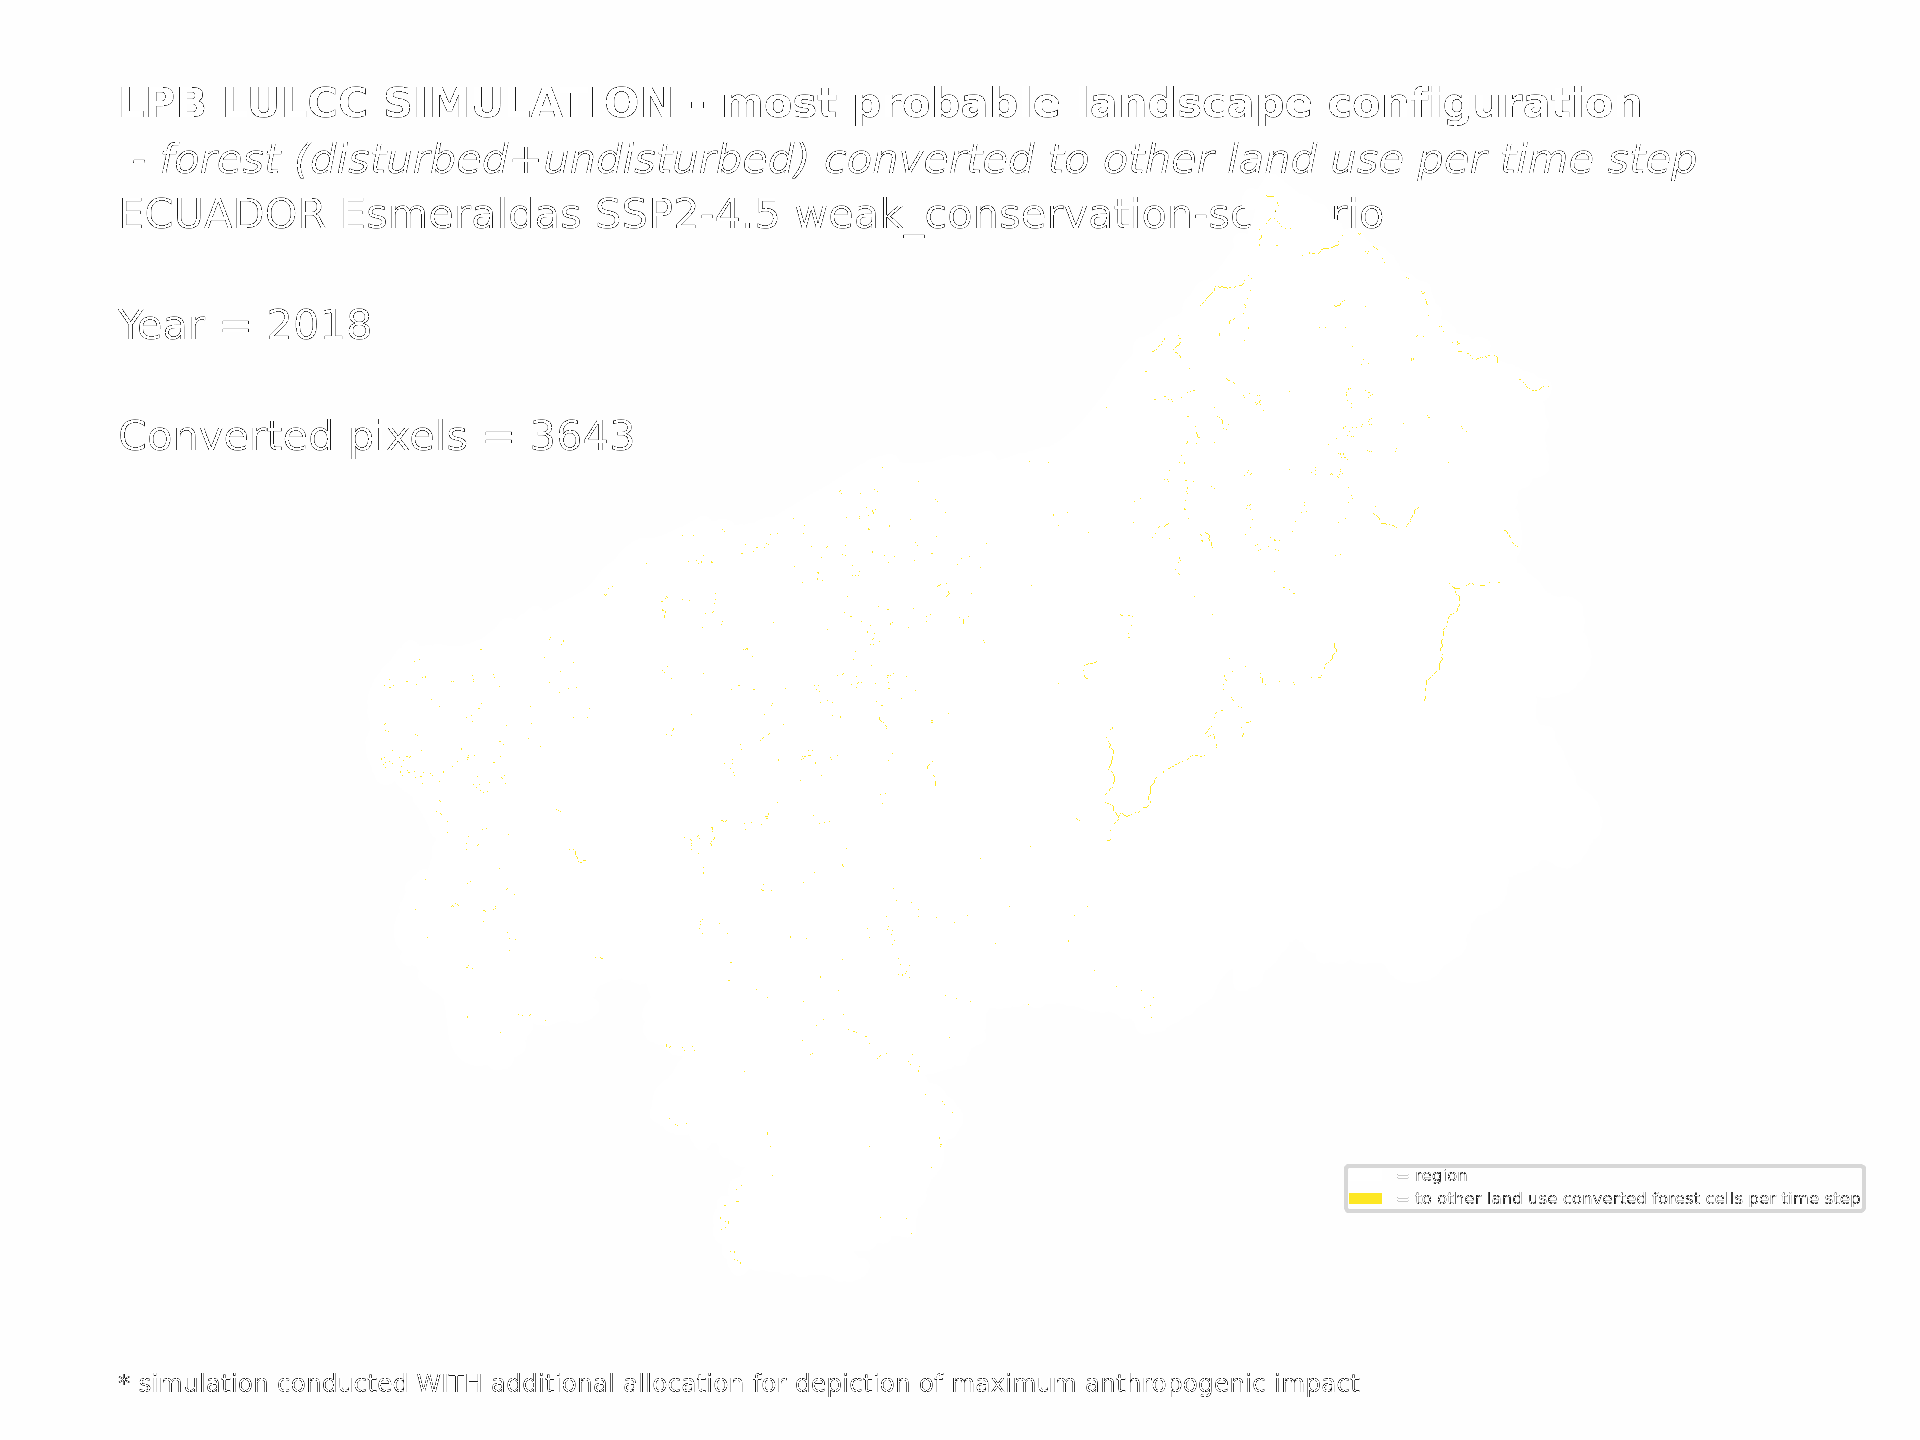 LPB LULCC SIMULATION - most probable landscape configuration
- forest (disturbed+undisturbed) converted to other land use per time step
ECUADOR Esmeraldas SSP2-4.5 weak_conservation-sc rio
Year = 2018
Converted pixels = 3643
= region
= to other land use converted forest cells per time step
* simulation conducted WITH additional allocation for depiction of maximum anthropogenic impact